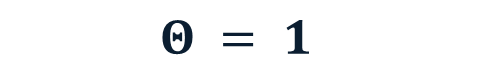 Θ = 1